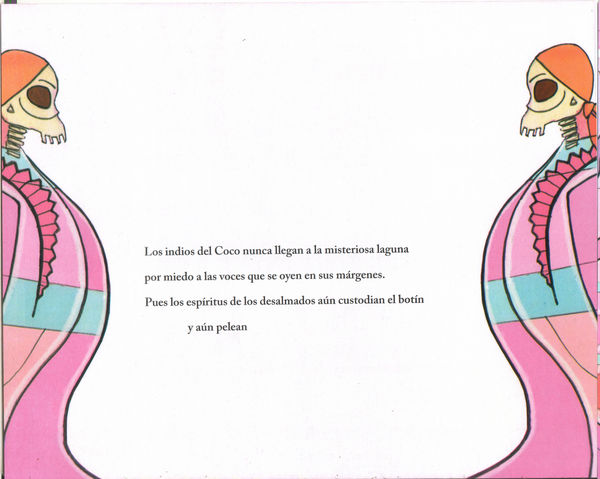 Los indios del Coco nunca llegan a la misteriosa laguna
por miedo a las voces que se oyen en sus márgenes.
Pues los espíritus de los desalmados aún custodian el botín
y aún pelean